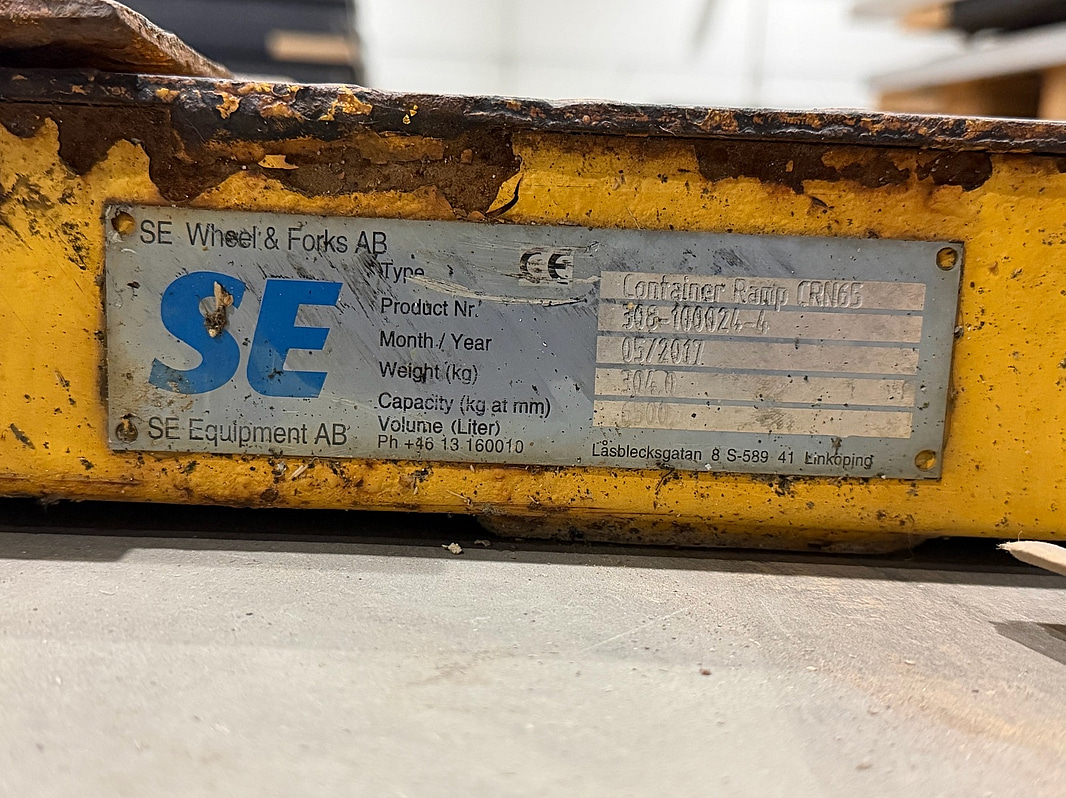 SE Wheel & Forks AB
SE
SE Equipment AB
Type CE Container Ramp CRN65
Product Nr. 308-100024-4
Month / Year 05/2017
Weight (kg) 304.0
Capacity (kg at mm) 6500
Volume (Liter)
Ph +46 13 160010
Låsblecksgatan 8 S-589 41 Linköping